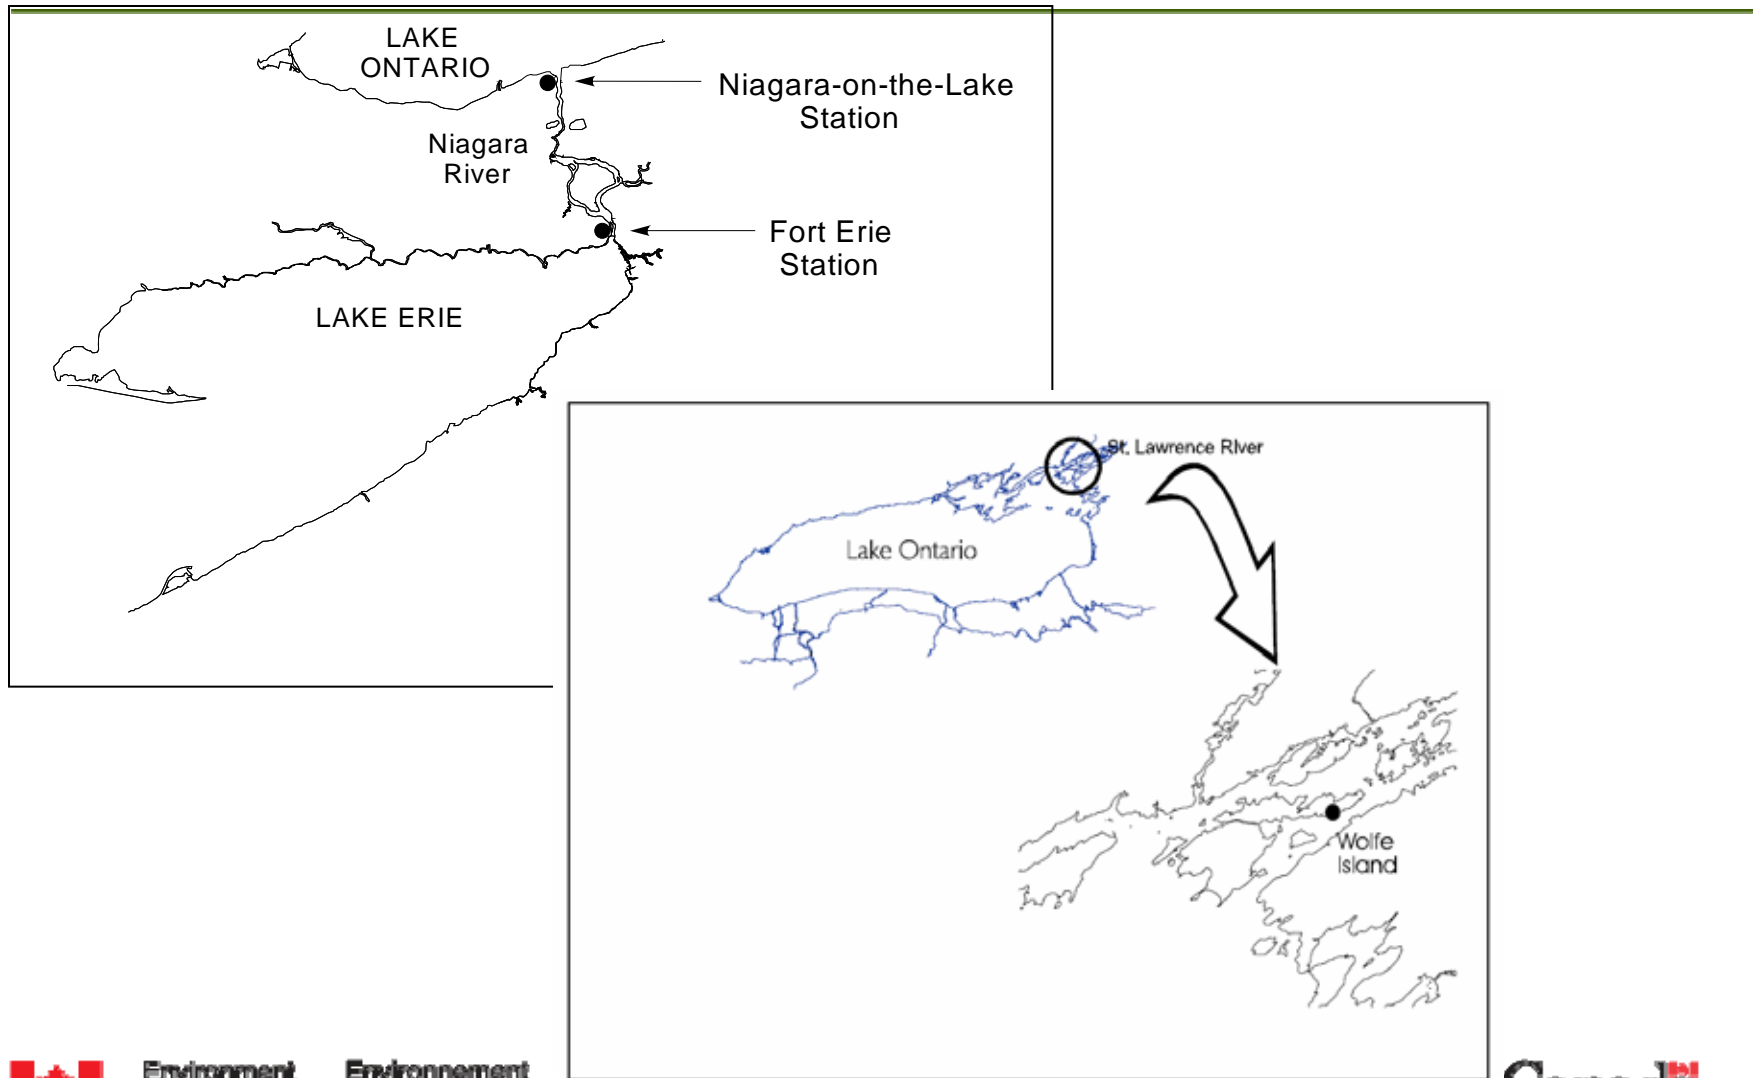 LAKE
ONTARIO
Niagara-on-the-Lake
Station
Niagara
River
Fort Erie
Station
LAKE ERIE
St. Lawrence River
Lake Ontario
Wolfe
Island
Environment
Environnement
Canada